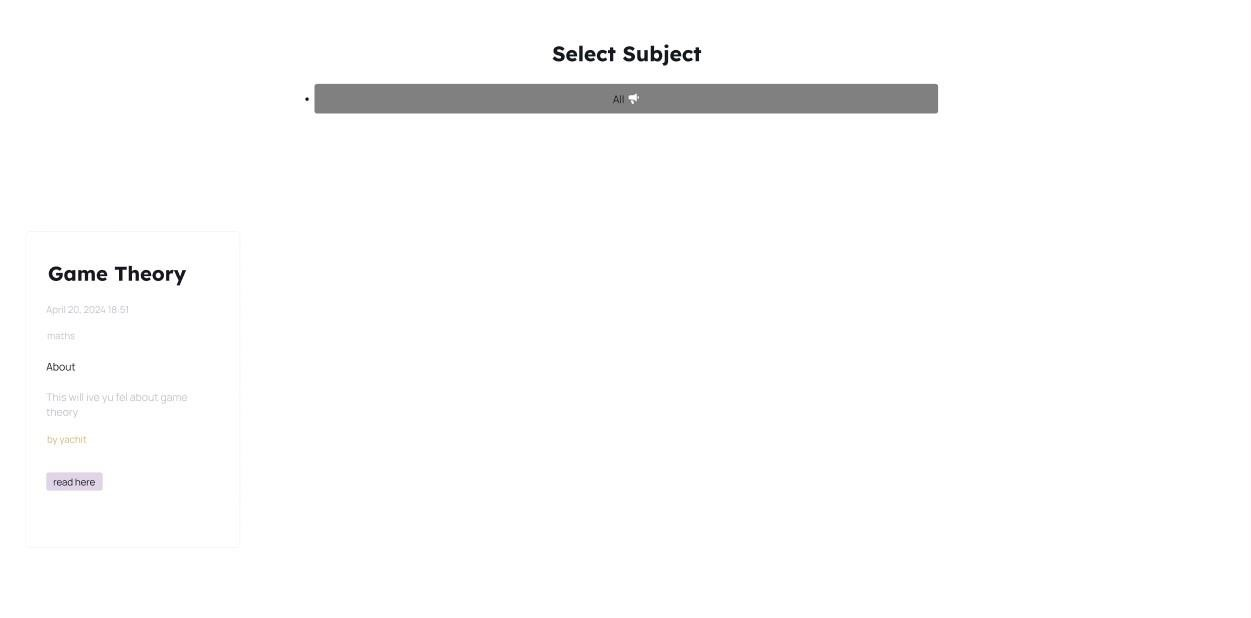 Select Subject
All
Game Theory
April 20, 2024 18:51
maths
About
This will ive yu fel about game
theory
by yachit
read here